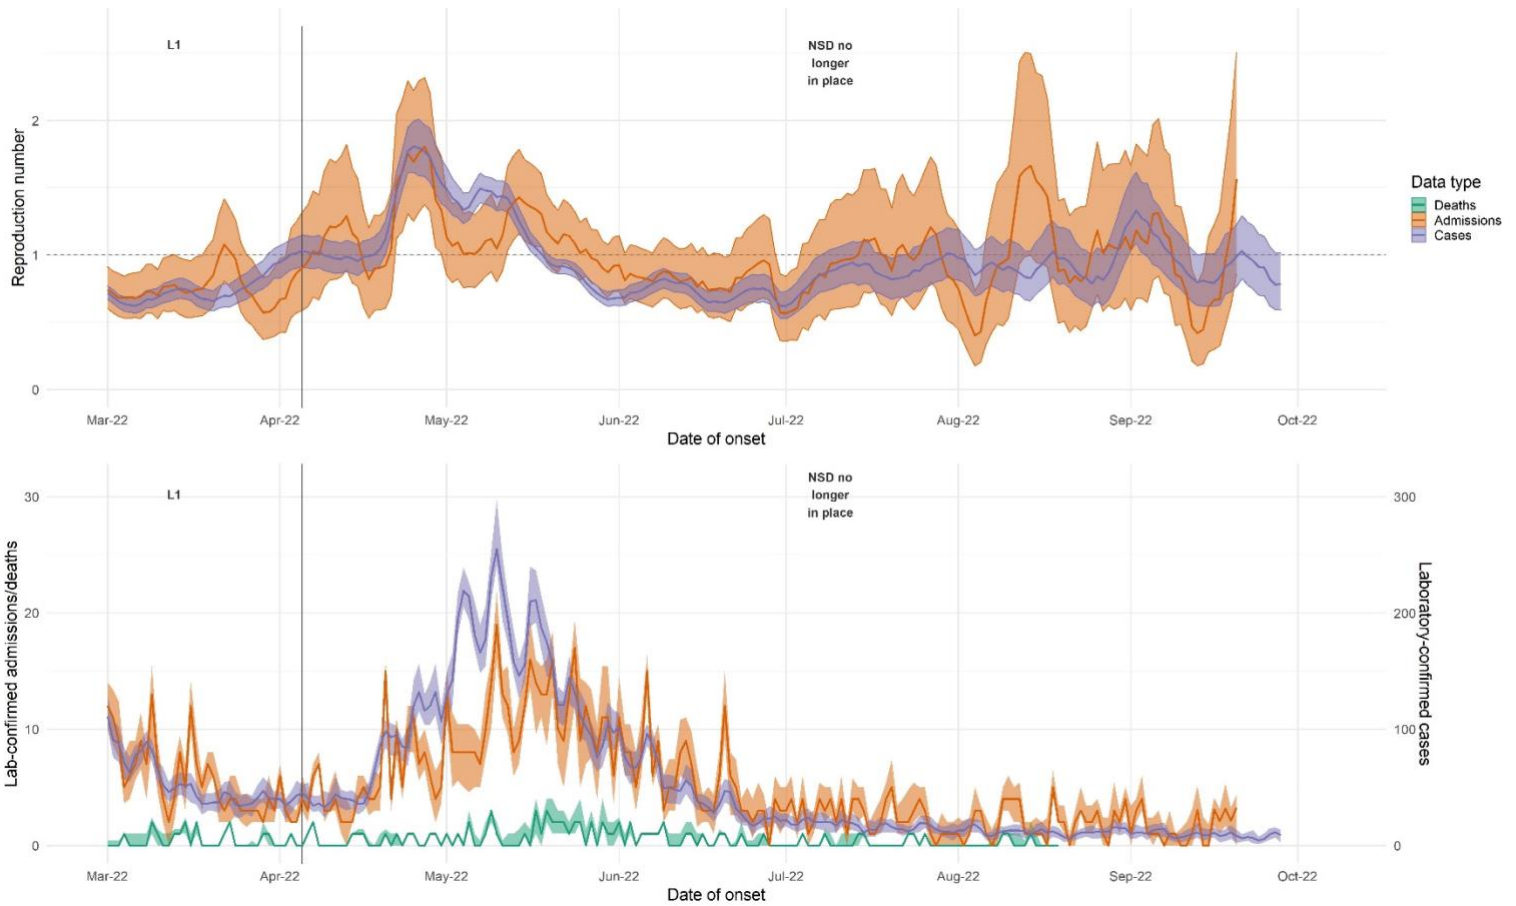 L1
NSD no
longer
in place
Reproduction number
2
1
0
Mar-22 Apr-22 May-22 Jun-22 Jul-22 Aug-22 Sep-22 Oct-22
Date of onset
Data type
Deaths
Admissions
Cases
L1
NSD no
longer
in place
Lab-confirmed admissions/deaths
30
20
10
0
300
200
100
0
Laboratory-confirmed cases
Mar-22 Apr-22 May-22 Jun-22 Jul-22 Aug-22 Sep-22 Oct-22
Date of onset